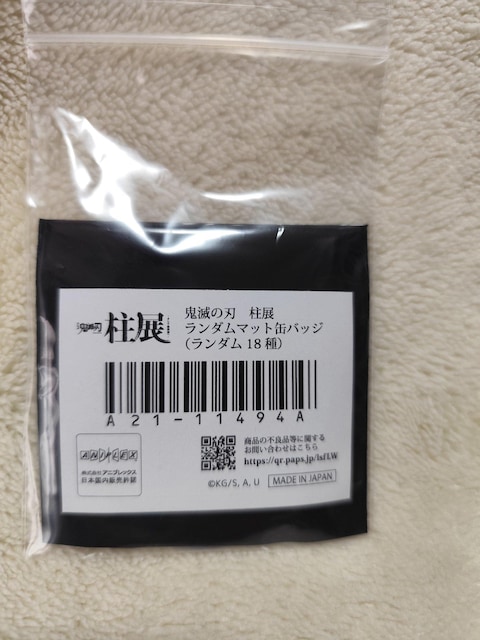 柱展
鬼滅の刃 柱展
ランダムマット缶バッジ
（ランダム 18 種）
A21-11494A
ANIPLEX
株式会社アニプレックス
日本国内販売許諾
商品の不良品等に関する
お問い合わせはこちら
https://qr.paps.jp/lsfLW
©KG/S, A, U
MADE IN JAPAN